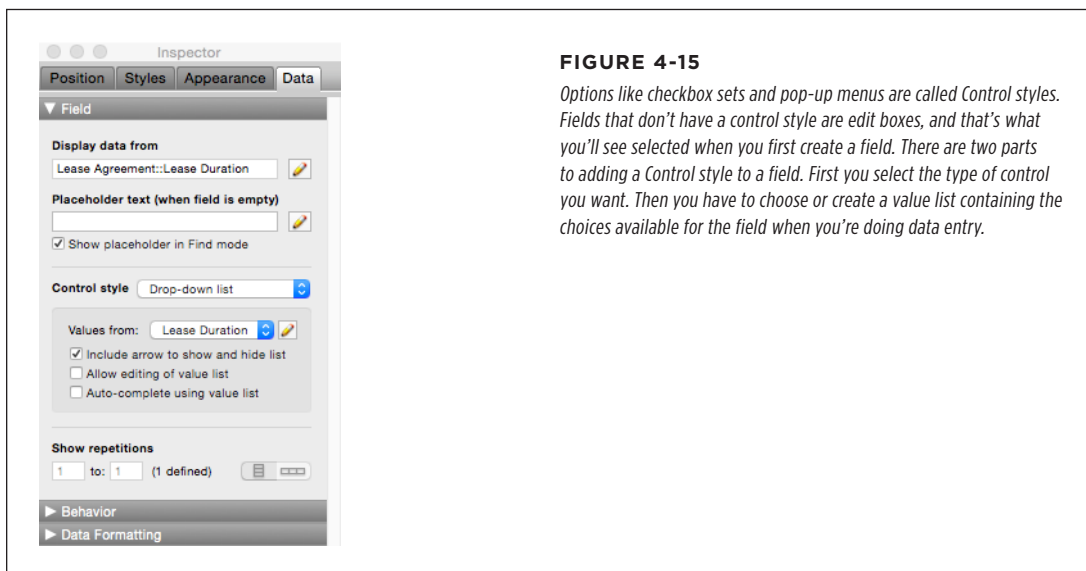 Inspector
Position Styles Appearance Data
Field
Display data from
Lease Agreement::Lease Duration
Placeholder text (when field is empty)
Show placeholder in Find mode
Control style Drop-down list
Values from: Lease Duration
Include arrow to show and hide list
Allow editing of value list
Auto-complete using value list
Show repetitions
1 to: 1 (1 defined)
Behavior
Data Formatting
FIGURE 4-15
Options like checkbox sets and pop-up menus are called Control styles.
Fields that don't have a control style are edit boxes, and that's what
you'll see selected when you first create a field. There are two parts
to adding a Control style to a field. First you select the type of control
you want. Then you have to choose or create a value list containing the
choices available for the field when you're doing data entry.